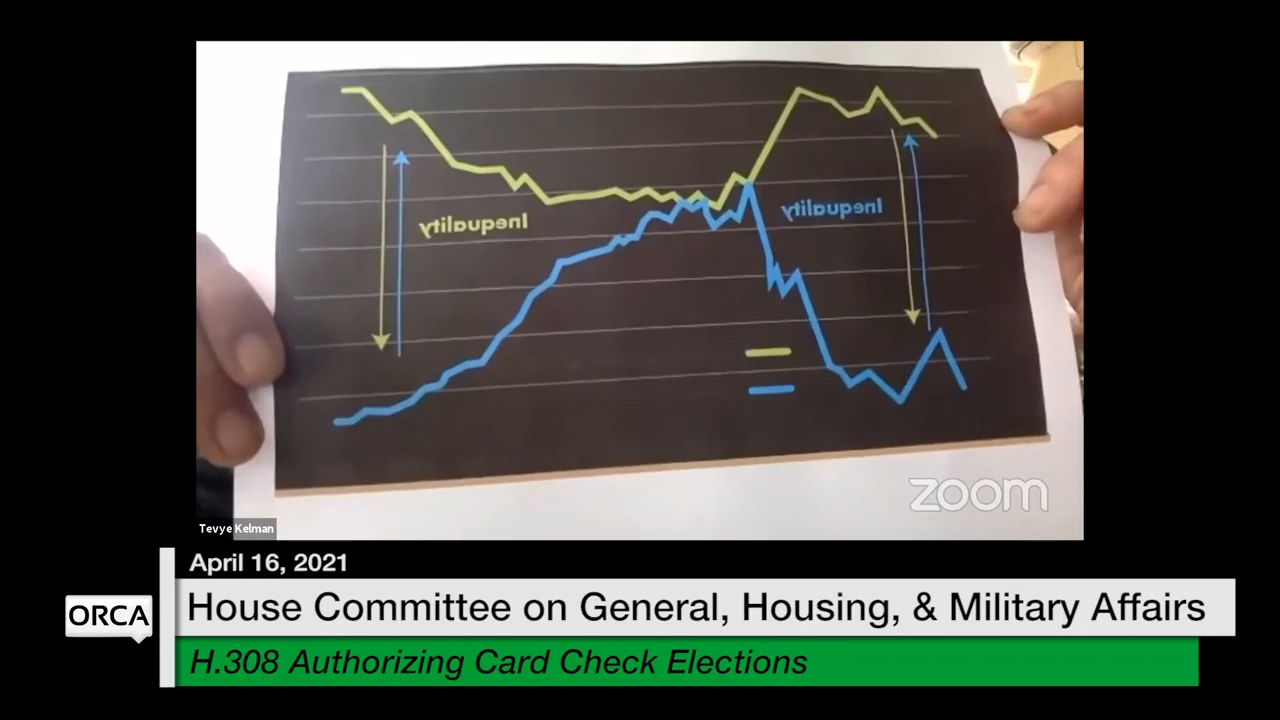 Inequality
Inequality
zoom
Tevye Kelman
April 16, 2021
ORCA
House Committee on General, Housing, & Military Affairs
H.308 Authorizing Card Check Elections